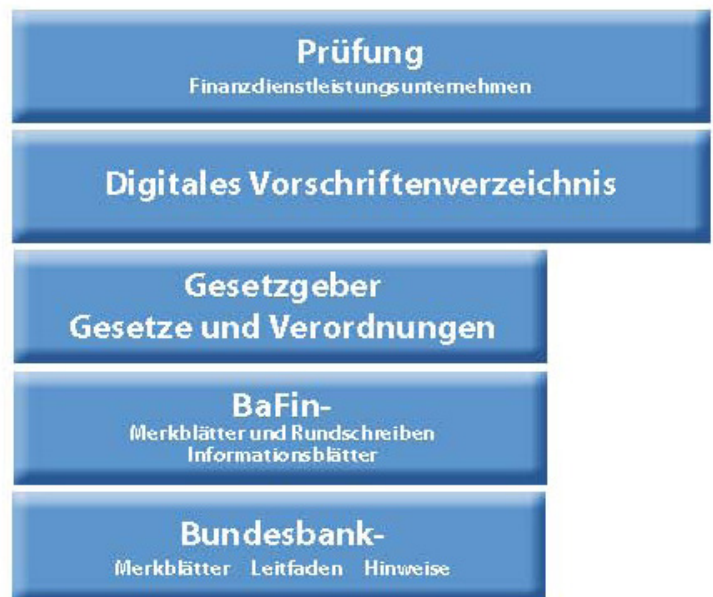 Prüfung
Finanzdienstleistungsunternehmen
Digitales Vorschriftenverzeichnis
Gesetzgeber
Gesetze und Verordnungen
BaFin-
Merkblätter und Rundschreiben
Informationsblätter
Bundesbank-
Merkblätter Leitfaden Hinweise